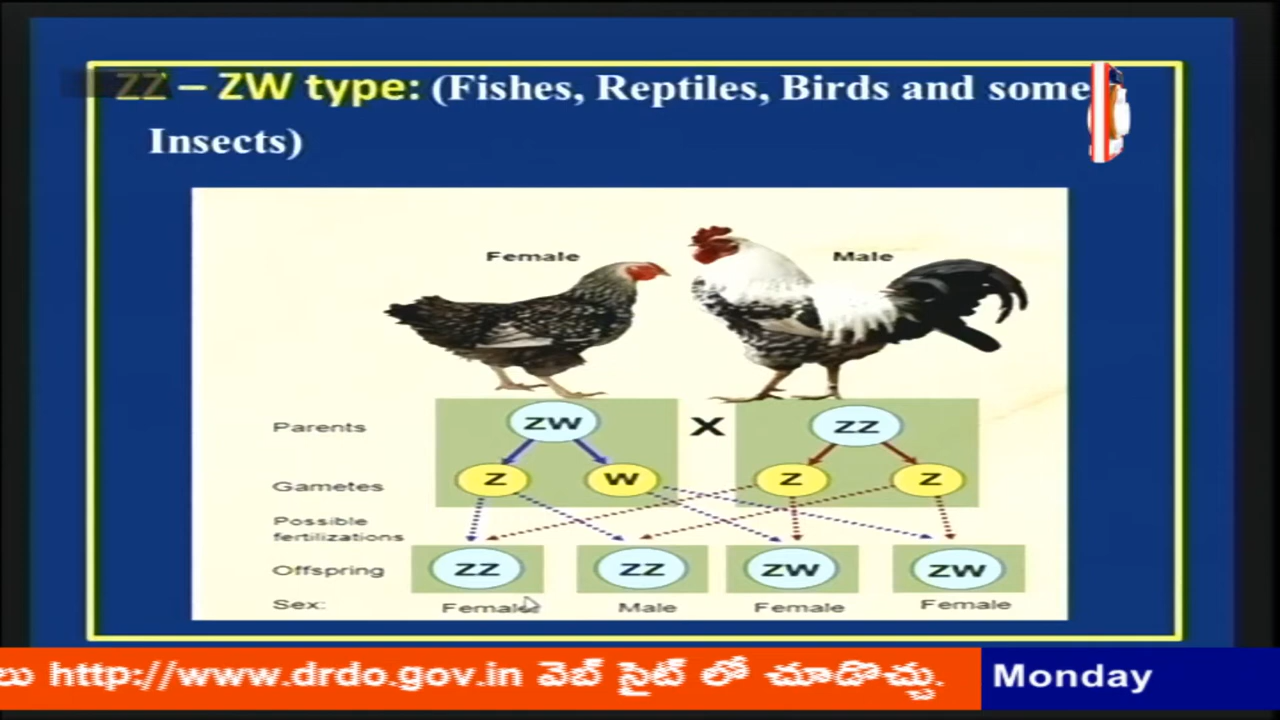 ZZ – ZW type: (Fishes, Reptiles, Birds and some
Insects)
Female
Male
Parents
ZW
X
ZZ
Gametes
Z
W
Z
Z
Possible
fertilizations
Offspring
ZZ
ZZ
ZW
ZW
Sex:
Female
Male
Female
Female
లు http://www.drdo.gov.in వెబ్ సైట్ లో చూడొచ్చు.
Monday